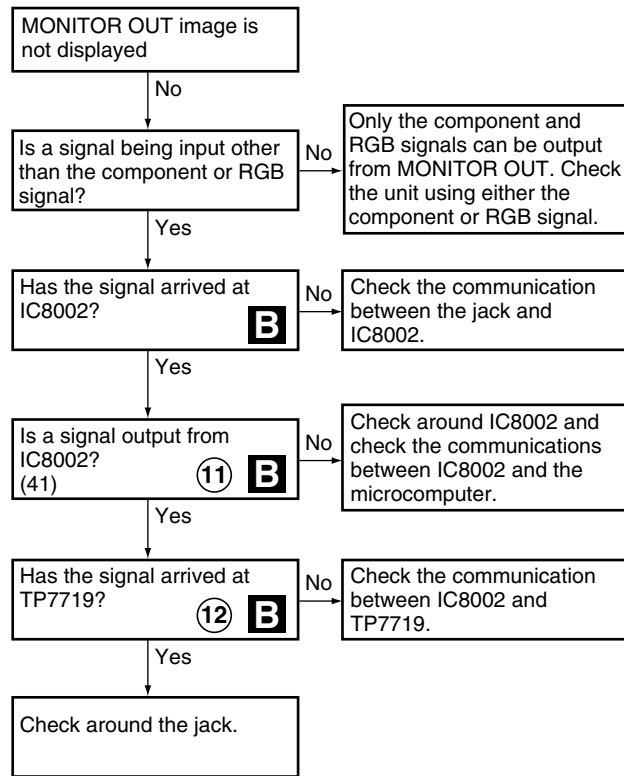 MONITOR OUT image is
not displayed
No
Is a signal being input other
than the component or RGB
signal?
No
Only the component and
RGB signals can be output
from MONITOR OUT. Check
the unit using either the
component or RGB signal.
Yes
Has the signal arrived at
IC8002?
B
No
Check the communication
between the jack and
IC8002.
Yes
Is a signal output from
IC8002?
(41)
11 B
No
Check around IC8002 and
check the communications
between IC8002 and the
microcomputer.
Yes
Has the signal arrived at
TP7719?
12 B
No
Check the communication
between IC8002 and
TP7719.
Yes
Check around the jack.